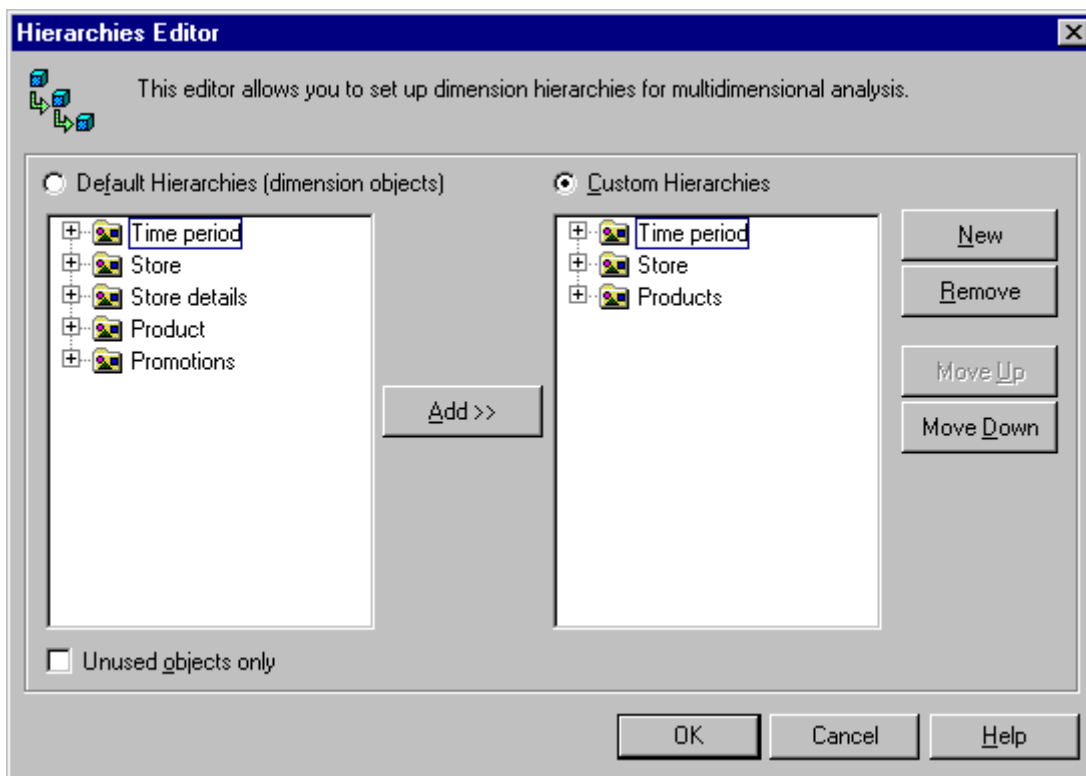 Hierarchies Editor
This editor allows you to set up dimension hierarchies for multidimensional analysis.
Default Hierarchies (dimension objects)
Time period
Store
Store details
Product
Promotions
Add >>
Custom Hierarchies
Time period
Store
Products
New
Remove
Move Up
Move Down
Unused objects only
OK
Cancel
Help